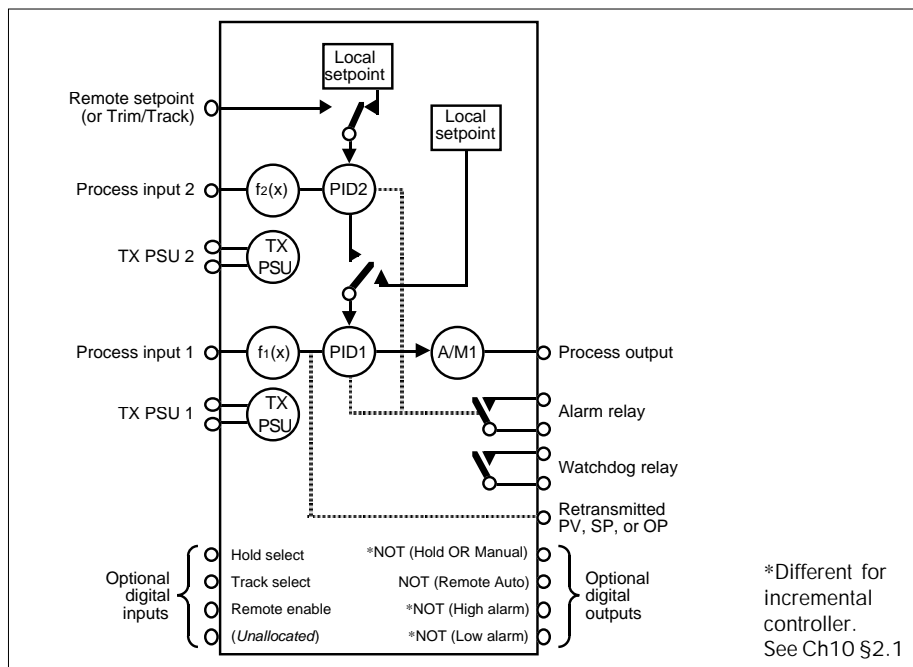 Local
setpoint
Remote setpoint
(or Trim/Track)
Local
setpoint
Process input 2
f2(x)
PID2
TX PSU 2
TX
PSU
Process input 1
f1(x)
PID1
A/M1
Process output
TX PSU 1
TX
PSU
Alarm relay
Watchdog relay
Retransmitted
PV, SP, or OP
Optional
digital
inputs
Hold select
Track select
Remote enable
(Unallocated)
*NOT (Hold OR Manual)
NOT (Remote Auto)
*NOT (High alarm)
*NOT (Low alarm)
Optional
digital
outputs
*Different for
incremental
controller.
See Ch10 §2.1